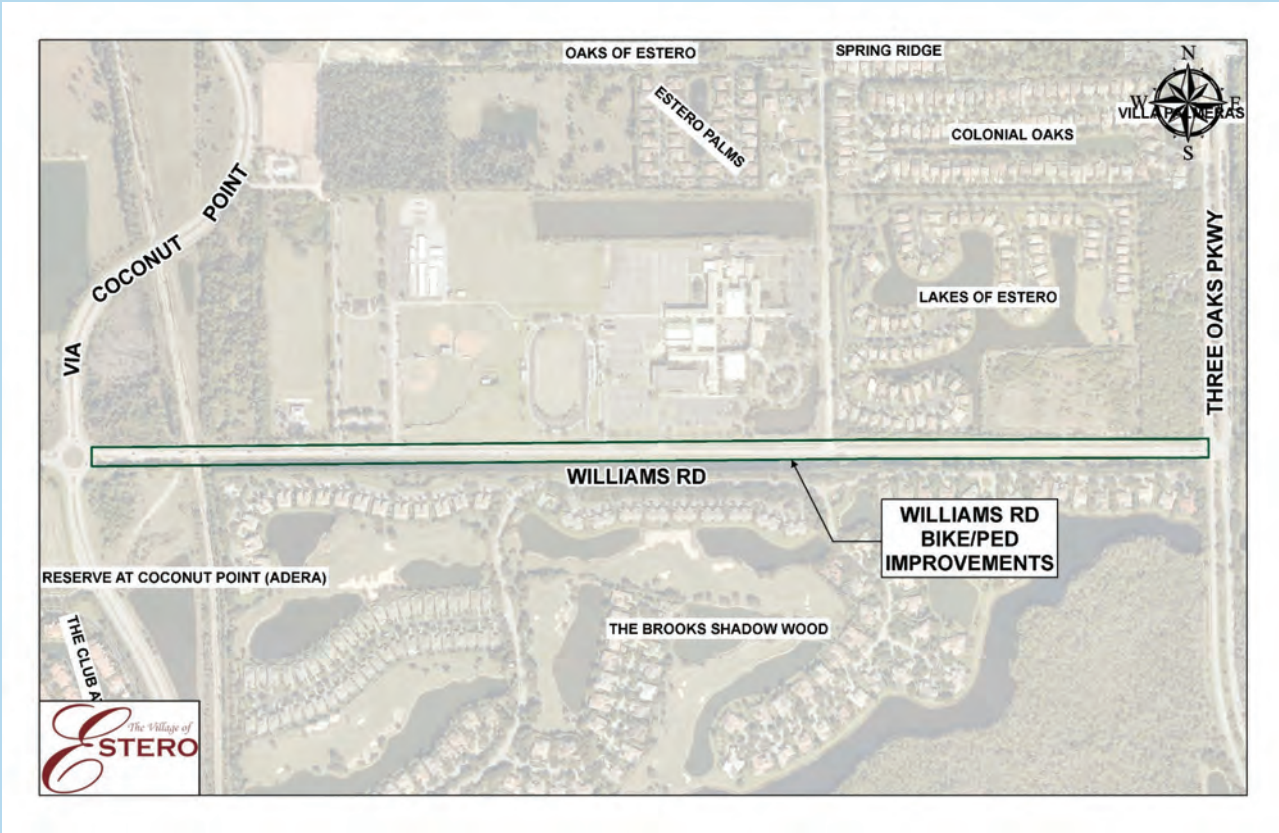 OAKS OF ESTERO
SPRING RIDGE
N
W
E
S
VILLA PALMERAS
ESTERO PALMS
COLONIAL OAKS
VIA COCONUT POINT
LAKES OF ESTERO
THREE OAKS PKWY
WILLIAMS RD
WILLIAMS RD
BIKE/PED
IMPROVEMENTS
RESERVE AT COCONUT POINT (ADERA)
THE BROOKS SHADOW WOOD
THE CLUB
The Village of
ESTERO